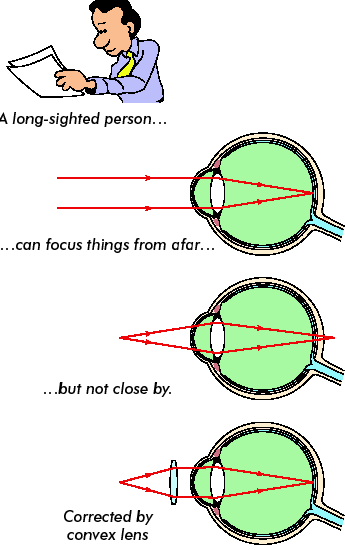 A long-sighted person...
...can focus things from afar...
...but not close by.
Corrected by
convex lens